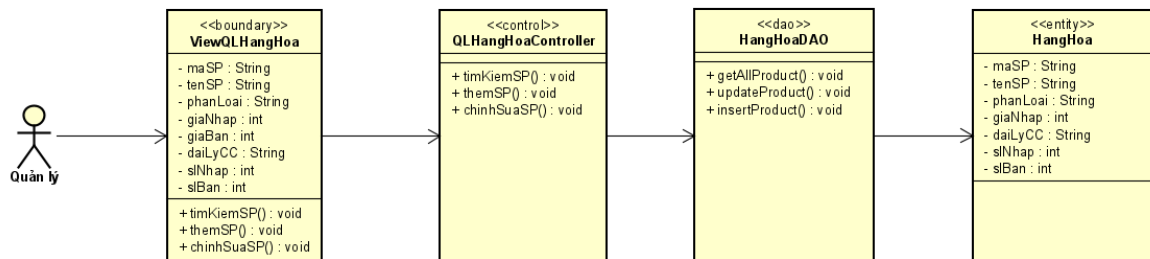 Quản lý
<<boundary>>
ViewQLHangHoa
- maSP : String
- tenSP : String
- phanLoai : String
- giaNhap : int
- giaBan : int
- daiLyCC : String
- slNhap : int
- slBan : int
+ timKiemSP() : void
+ themSP() : void
+ chinhSuaSP() : void
<<control>>
QLHangHoaController
+ timKiemSP() : void
+ themSP() : void
+ chinhSuaSP() : void
<<dao>>
HangHoaDAO
+ getAllProduct() : void
+ updateProduct() : void
+ insertProduct() : void
<<entity>>
HangHoa
- maSP : String
- tenSP : String
- phanLoai : String
- giaNhap : int
- daiLyCC : String
- slNhap : int
- slBan : int